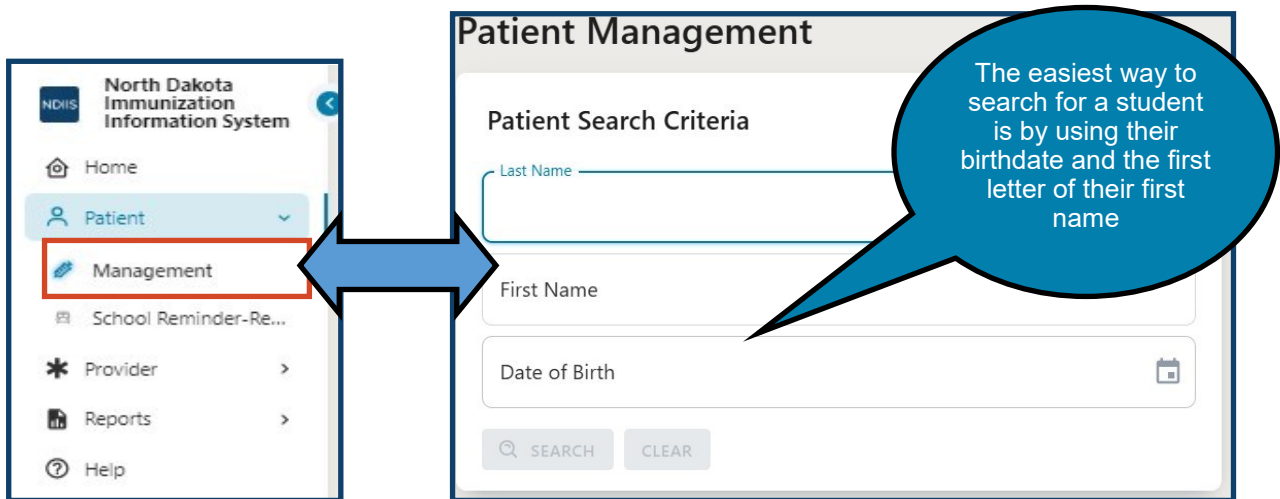 NDIIS
North Dakota
Immunization
Information System
Home
Patient
Management
School Reminder-Re...
Provider
Reports
Help
Patient Management
Patient Search Criteria
Last Name
First Name
Date of Birth
SEARCH
CLEAR
The easiest way to
search for a student
is by using their
birthdate and the first
letter of their first
name